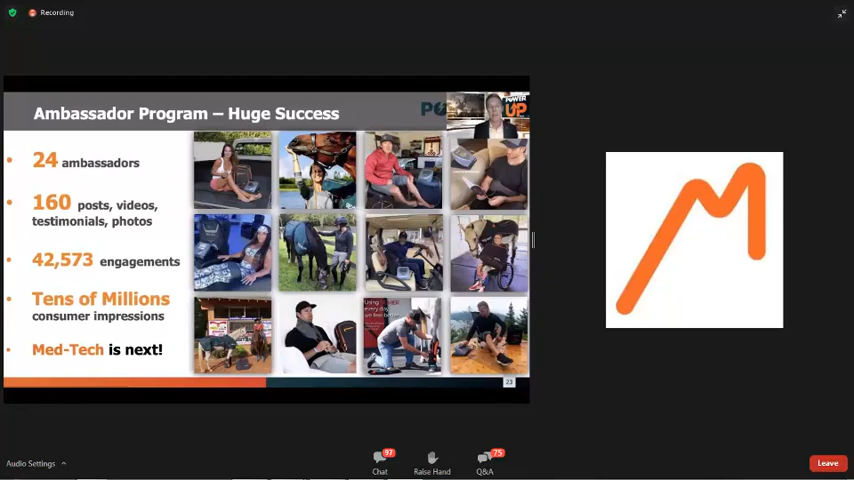 Recording
Ambassador Program – Huge Success
PO
POWER
UP
24 ambassadors
160 posts, videos,
testimonials, photos
42,573 engagements
Tens of Millions
consumer impressions
Med-Tech is next!
23
Audio Settings
97
Chat
Raise Hand
75
Q&A
Leave